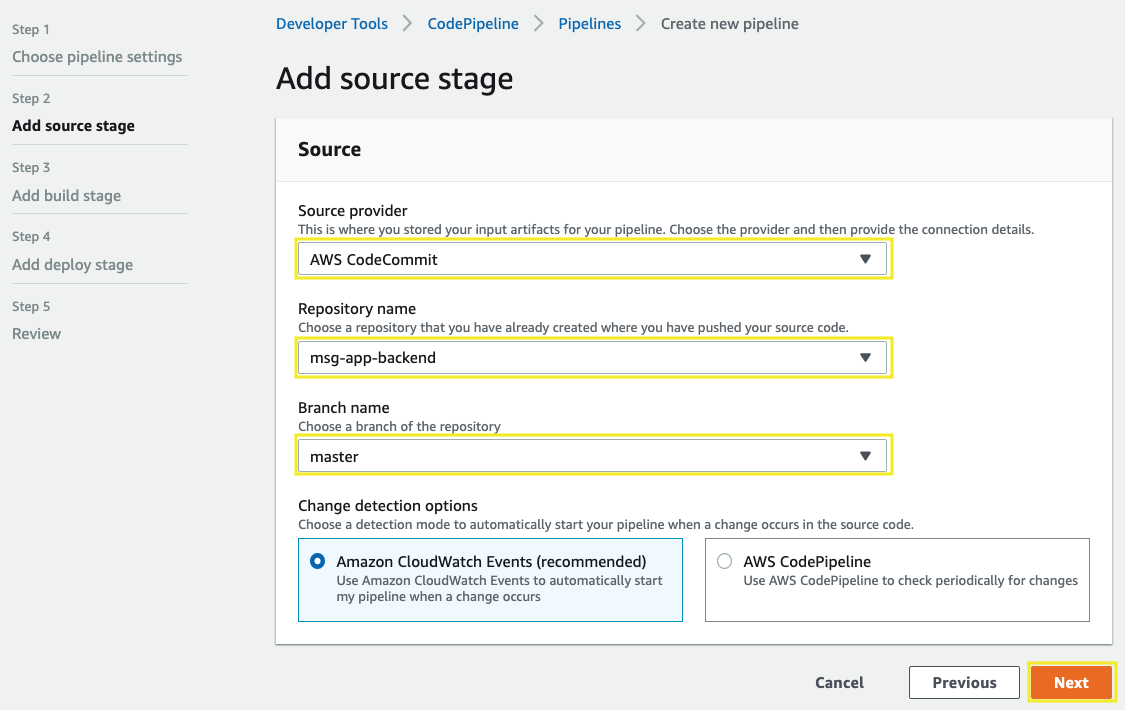 Step 1
Choose pipeline settings
Step 2
Add source stage
Step 3
Add build stage
Step 4
Add deploy stage
Step 5
Review
Developer Tools > CodePipeline > Pipelines > Create new pipeline
Add source stage
Source
Source provider
This is where you stored your input artifacts for your pipeline. Choose the provider and then provide the connection details.
AWS CodeCommit
Repository name
Choose a repository that you have already created where you have pushed your source code.
msg-app-backend
Branch name
Choose a branch of the repository
master
Change detection options
Choose a detection mode to automatically start your pipeline when a change occurs in the source code.
Amazon CloudWatch Events (recommended)
Use Amazon CloudWatch Events to automatically start
my pipeline when a change occurs
AWS CodePipeline
Use AWS CodePipeline to check periodically for changes
Cancel
Previous
Next